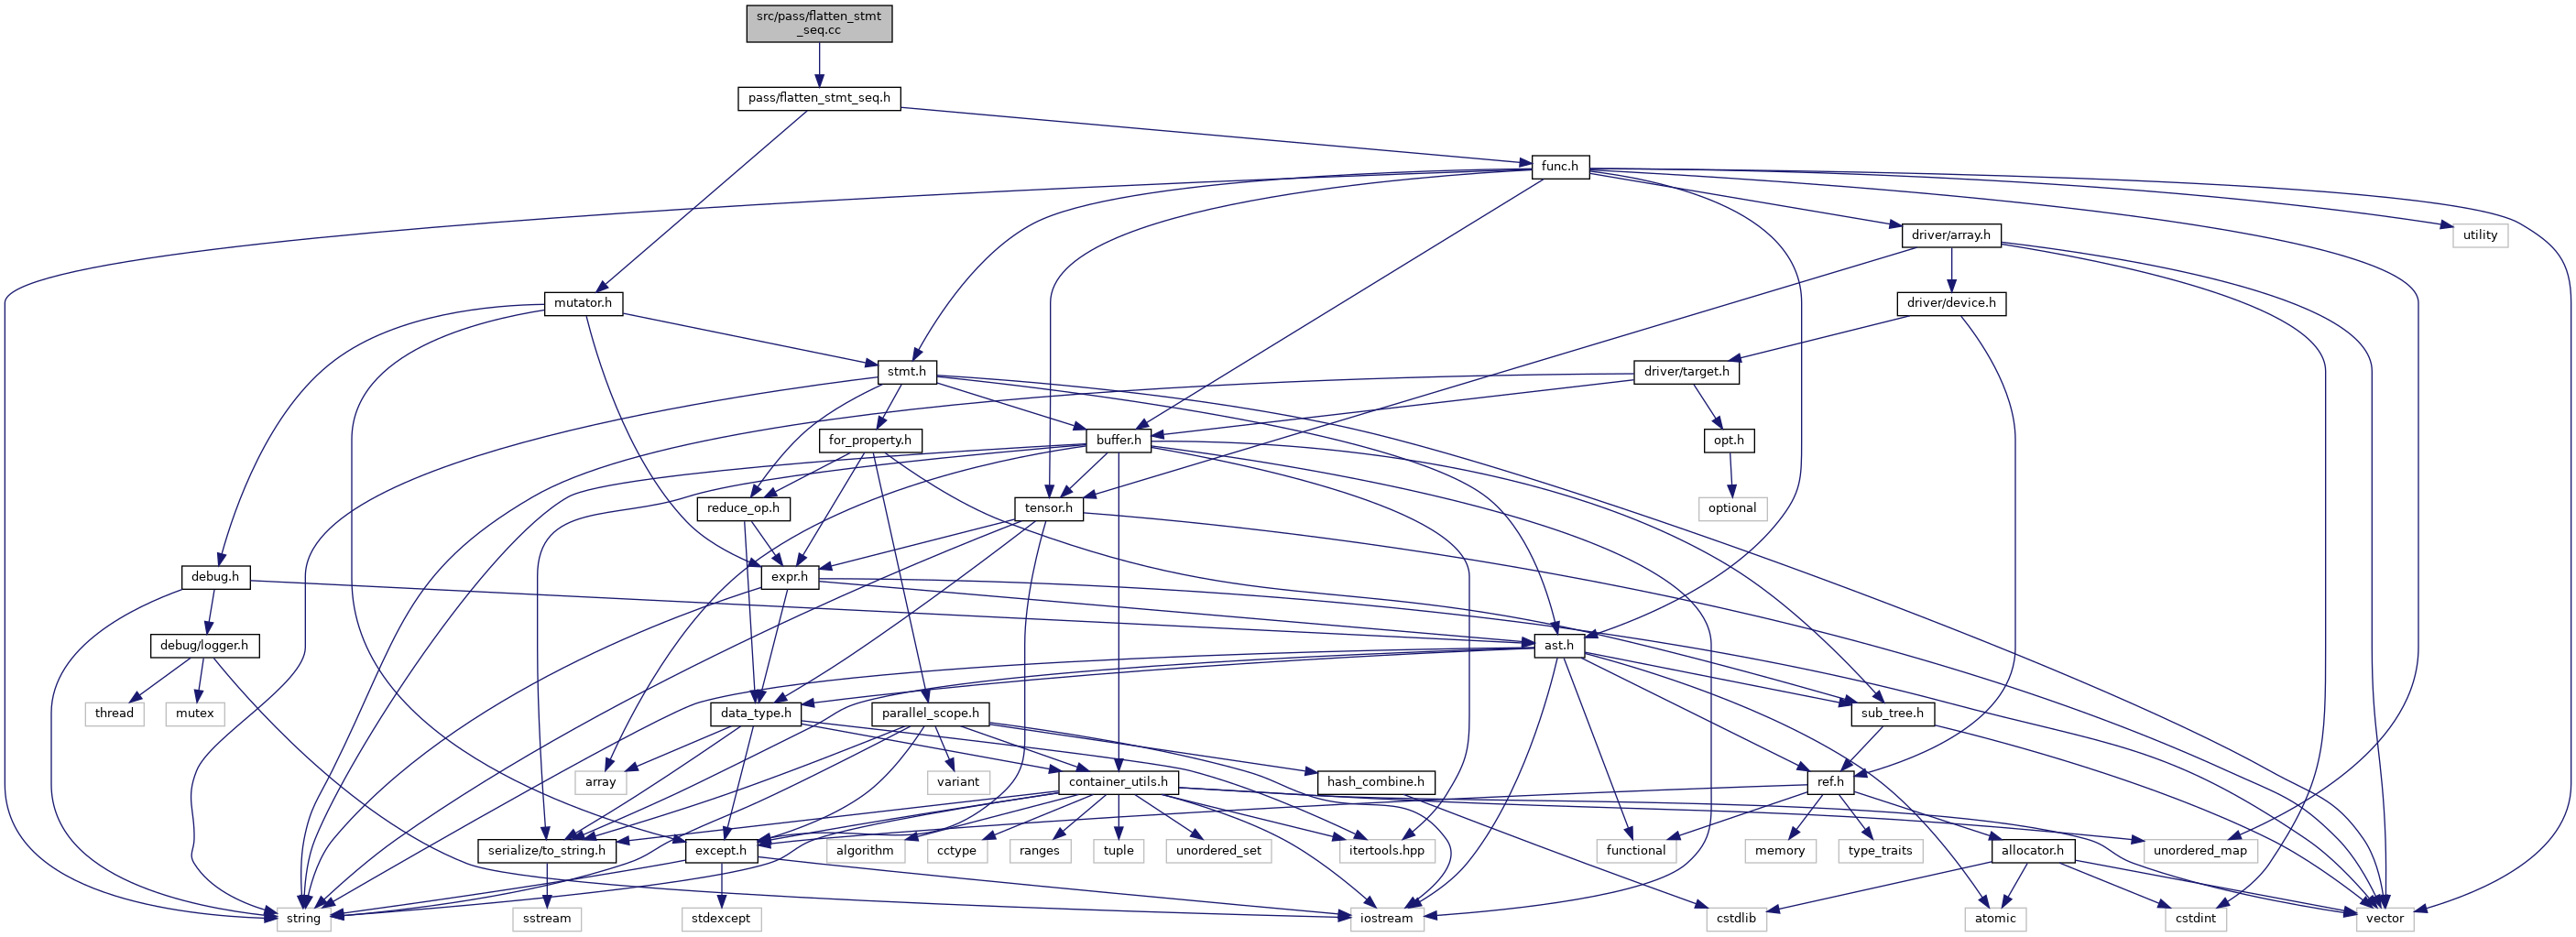 src/pass/flatten_stmt
_seq.cc
pass/flatten_stmt_seq.h
func.h
driver/array.h
utility
mutator.h
driver/device.h
stmt.h
driver/target.h
for_property.h
buffer.h
opt.h
reduce_op.h
tensor.h
optional
debug.h
expr.h
debug/logger.h
ast.h
thread
mutex
data_type.h
parallel_scope.h
sub_tree.h
array
variant
container_utils.h
hash_combine.h
ref.h
serialize/to_string.h
except.h
algorithm
cctype
ranges
tuple
unordered_set
itertools.hpp
functional
memory
type_traits
allocator.h
unordered_map
string
sstream
stdexcept
iostream
cstdlib
atomic
cstdint
vector